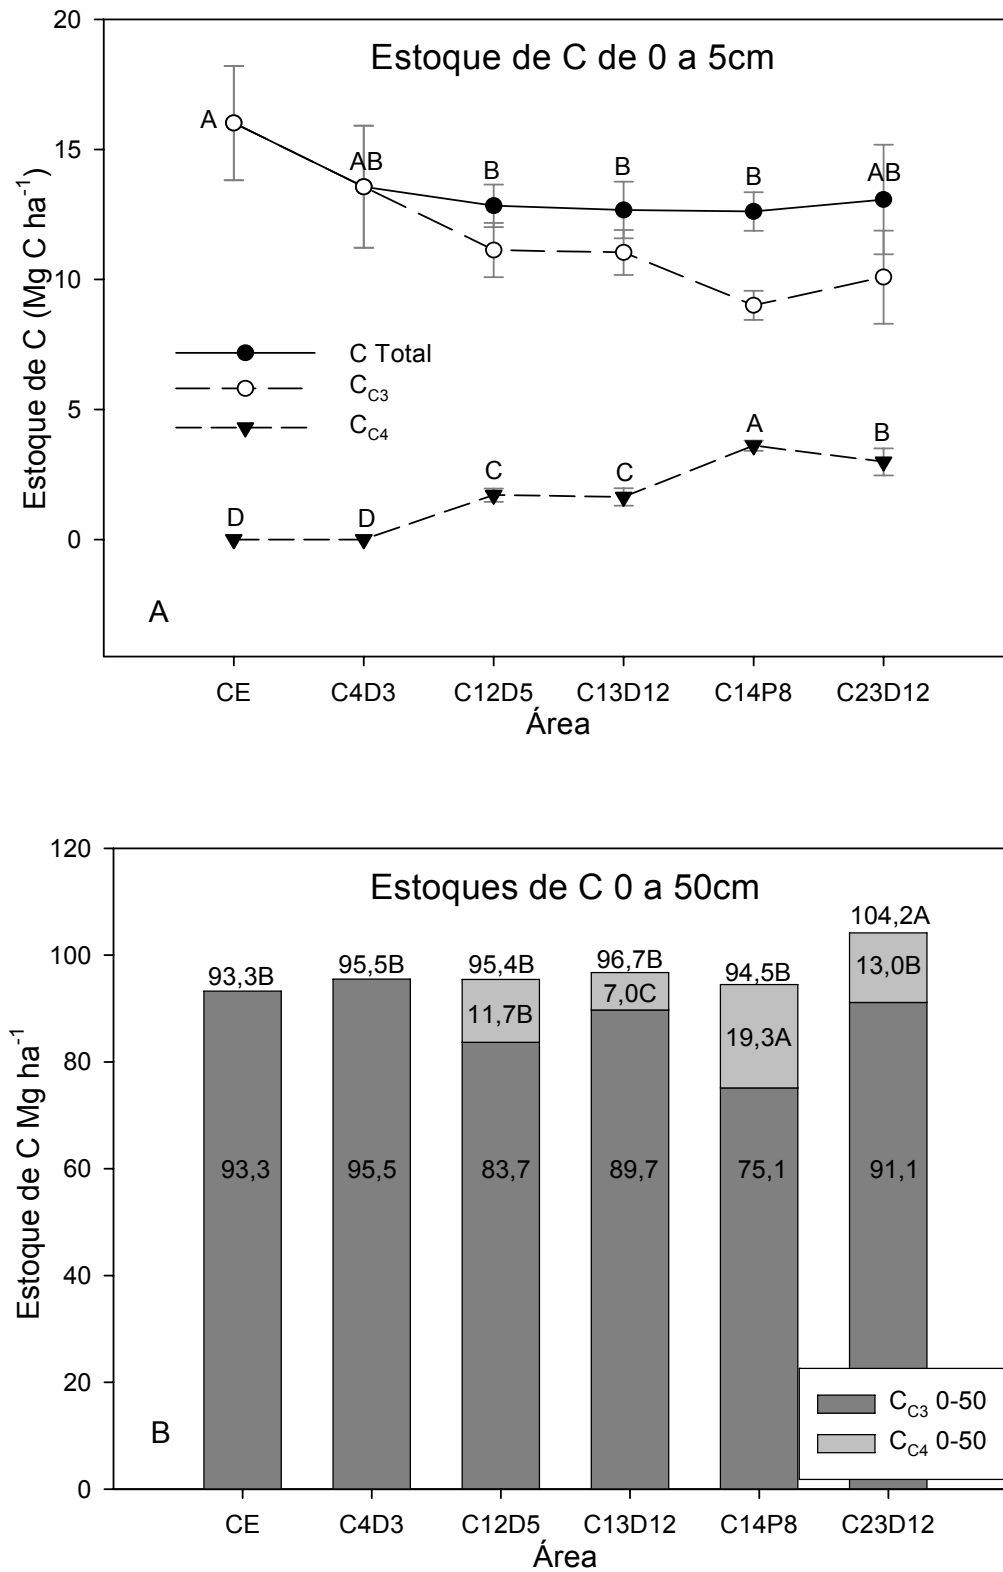 Estoque de C de 0 a 5cm
Estoque de C (Mg C ha-1)
20
15
10
5
0
A
AB
B
B
B
AB
C Total
CC3
CC4
D
D
C
C
A
B
A
CE
C4D3
C12D5
C13D12
C14P8
C23D12
Área
Estoques de C 0 a 50cm
Estoque de C Mg ha-1
120
100
80
60
40
20
0
93,3B
95,5B
95,4B
96,7B
94,5B
104,2A
11,7B
7,0C
19,3A
13,0B
93,3
95,5
83,7
89,7
75,1
91,1
CC3 0-50
CC4 0-50
B
CE
C4D3
C12D5
C13D12
C14P8
C23D12
Área